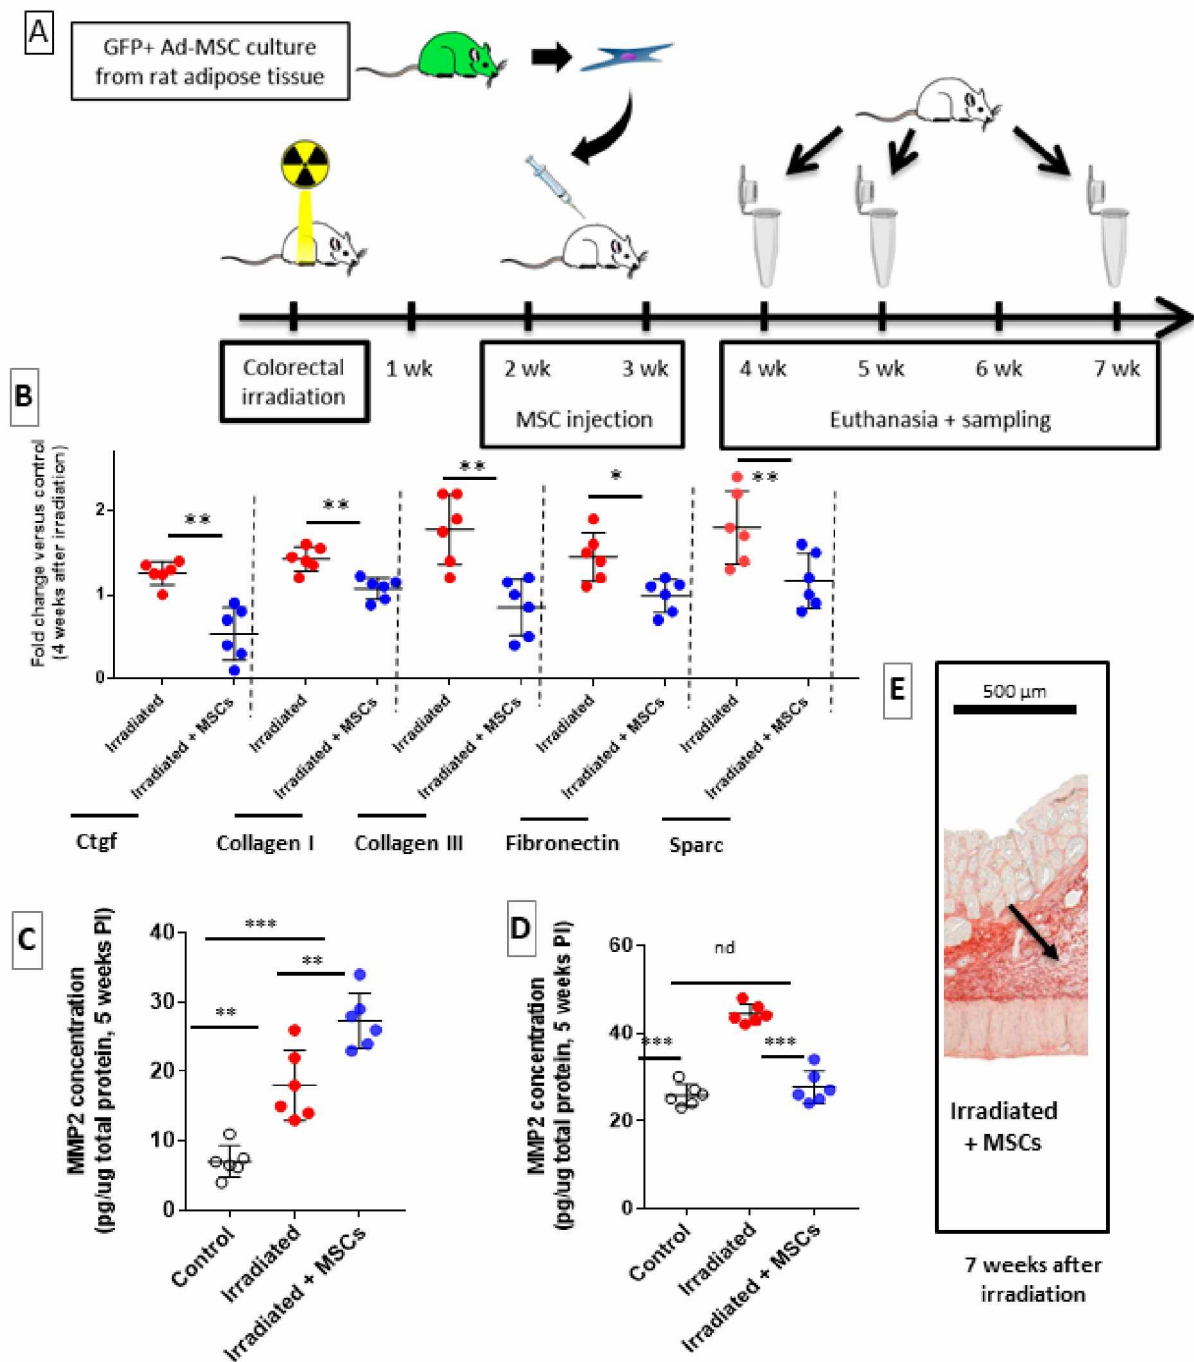 A
GFP+ Ad-MSC culture
from rat adipose tissue
Colorectal
irradiation
1 wk
2 wk
3 wk
MSC injection
4 wk
5 wk
6 wk
7 wk
Euthanasia + sampling
B
Fold change versus control
(4 weeks after irradiation)
2
1
0
**
**
**
*
**
Irradiated
Irradiated + MSCs
Irradiated
Irradiated + MSCs
Irradiated
Irradiated + MSCs
Irradiated
Irradiated + MSCs
Irradiated
Irradiated + MSCs
Ctgf
Collagen I
Collagen III
Fibronectin
Sparc
C
MMP2 concentration
(pg/ug total protein, 5 weeks PI)
40
30
20
10
0
***
**
**
Control
Irradiated
Irradiated + MSCs
D
MMP2 concentration
(pg/ug total protein, 5 weeks PI)
60
40
20
0
nd
***
***
Control
Irradiated
Irradiated + MSCs
E
500 µm
Irradiated
+ MSCs
7 weeks after
irradiation